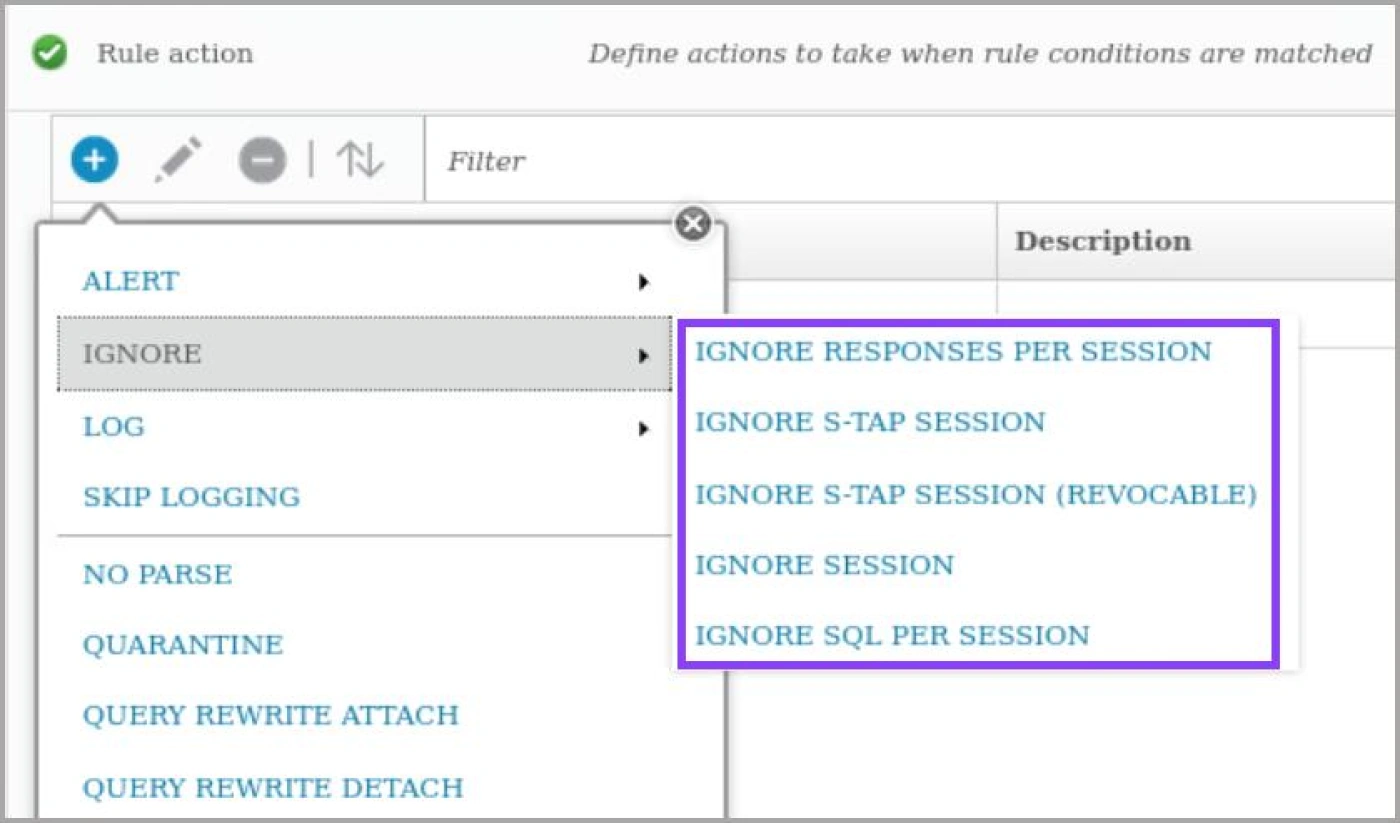 Rule action
Define actions to take when rule conditions are matched
Filter
Description
ALERT
IGNORE
LOG
SKIP LOGGING
NO PARSE
QUARANTINE
QUERY REWRITE ATTACH
QUERY REWRITE DETACH
IGNORE RESPONSES PER SESSION
IGNORE S-TAP SESSION
IGNORE S-TAP SESSION (REVOCABLE)
IGNORE SESSION
IGNORE SQL PER SESSION